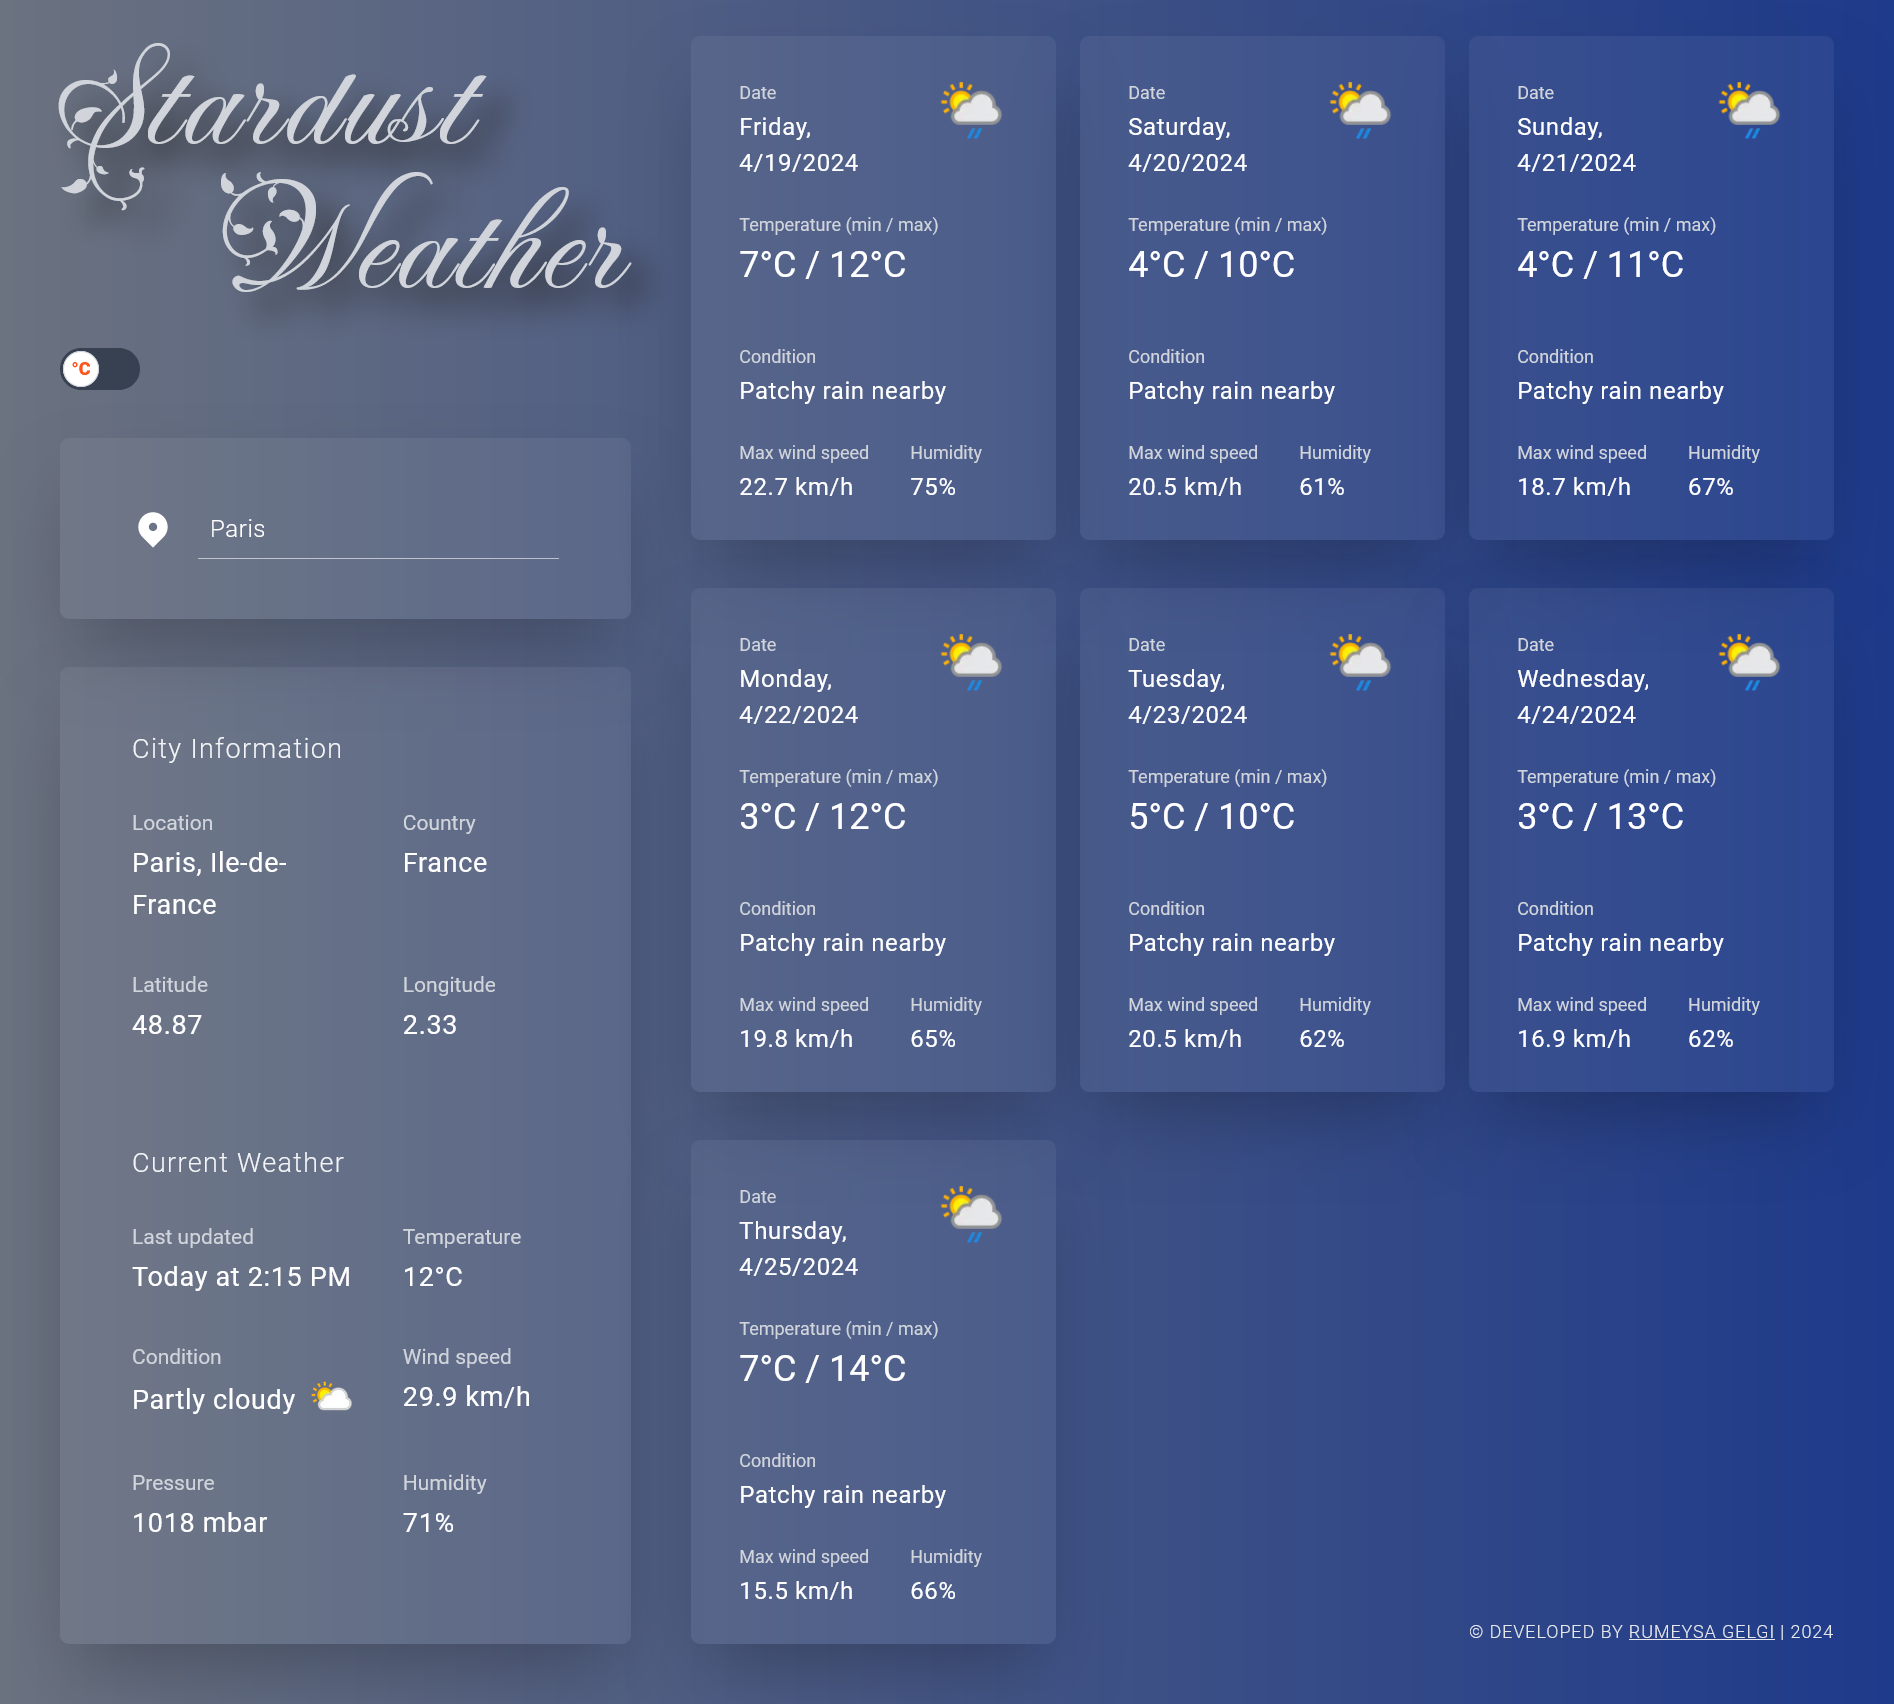 Stardust
Weather
°C
Paris
City Information
Location
Paris, Ile-de-
France
Country
France
Latitude
48.87
Longitude
2.33
Current Weather
Last updated
Today at 2:15 PM
Temperature
12°C
Condition
Partly cloudy
Wind speed
29.9 km/h
Pressure
1018 mbar
Humidity
71%
Date
Friday,
4/19/2024
Temperature (min / max)
7°C / 12°C
Condition
Patchy rain nearby
Max wind speed
22.7 km/h
Humidity
75%
Date
Saturday,
4/20/2024
Temperature (min / max)
4°C / 10°C
Condition
Patchy rain nearby
Max wind speed
20.5 km/h
Humidity
61%
Date
Sunday,
4/21/2024
Temperature (min / max)
4°C / 11°C
Condition
Patchy rain nearby
Max wind speed
18.7 km/h
Humidity
67%
Date
Monday,
4/22/2024
Temperature (min / max)
3°C / 12°C
Condition
Patchy rain nearby
Max wind speed
19.8 km/h
Humidity
65%
Date
Tuesday,
4/23/2024
Temperature (min / max)
5°C / 10°C
Condition
Patchy rain nearby
Max wind speed
20.5 km/h
Humidity
62%
Date
Wednesday,
4/24/2024
Temperature (min / max)
3°C / 13°C
Condition
Patchy rain nearby
Max wind speed
16.9 km/h
Humidity
62%
Date
Thursday,
4/25/2024
Temperature (min / max)
7°C / 14°C
Condition
Patchy rain nearby
Max wind speed
15.5 km/h
Humidity
66%
© DEVELOPED BY RUMEYSA GELGI | 2024